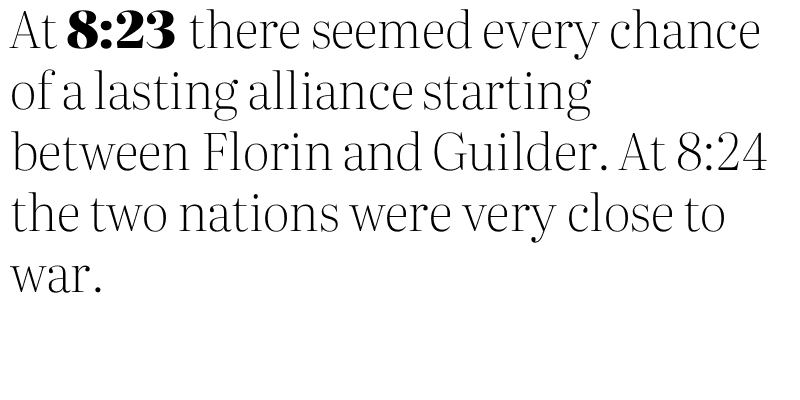 At 8:23 there seemed every chance
of a lasting alliance starting
between Florin and Guilder. At 8:24
the two nations were very close to
war.